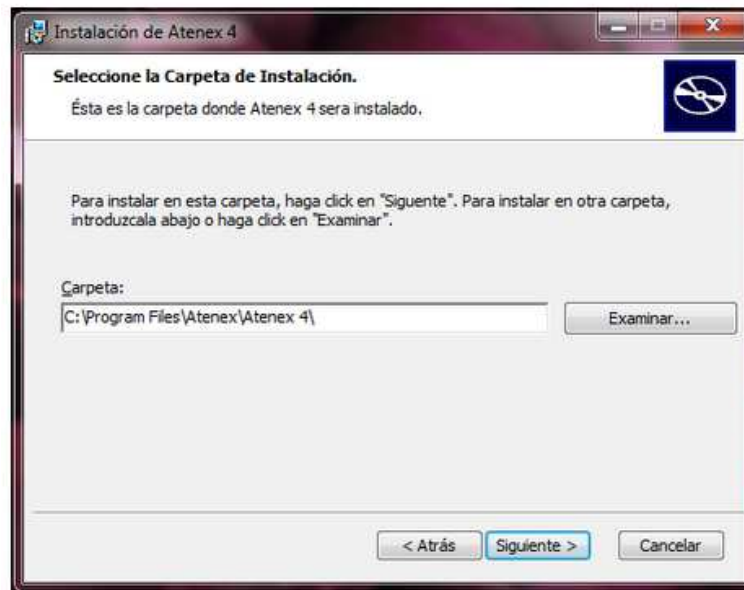 Instalación de Atenex 4
Seleccione la Carpeta de Instalación.
Ésta es la carpeta donde Atenex 4 sera instalado.
Para instalar en esta carpeta, haga click en "Siguente". Para instalar en otra carpeta,
introduzcala abajo o haga click en "Examinar".
Carpeta:
C:\Program Files\Atenex\Atenex 4\
Examinar...
< Atrás
Siguiente >
Cancelar